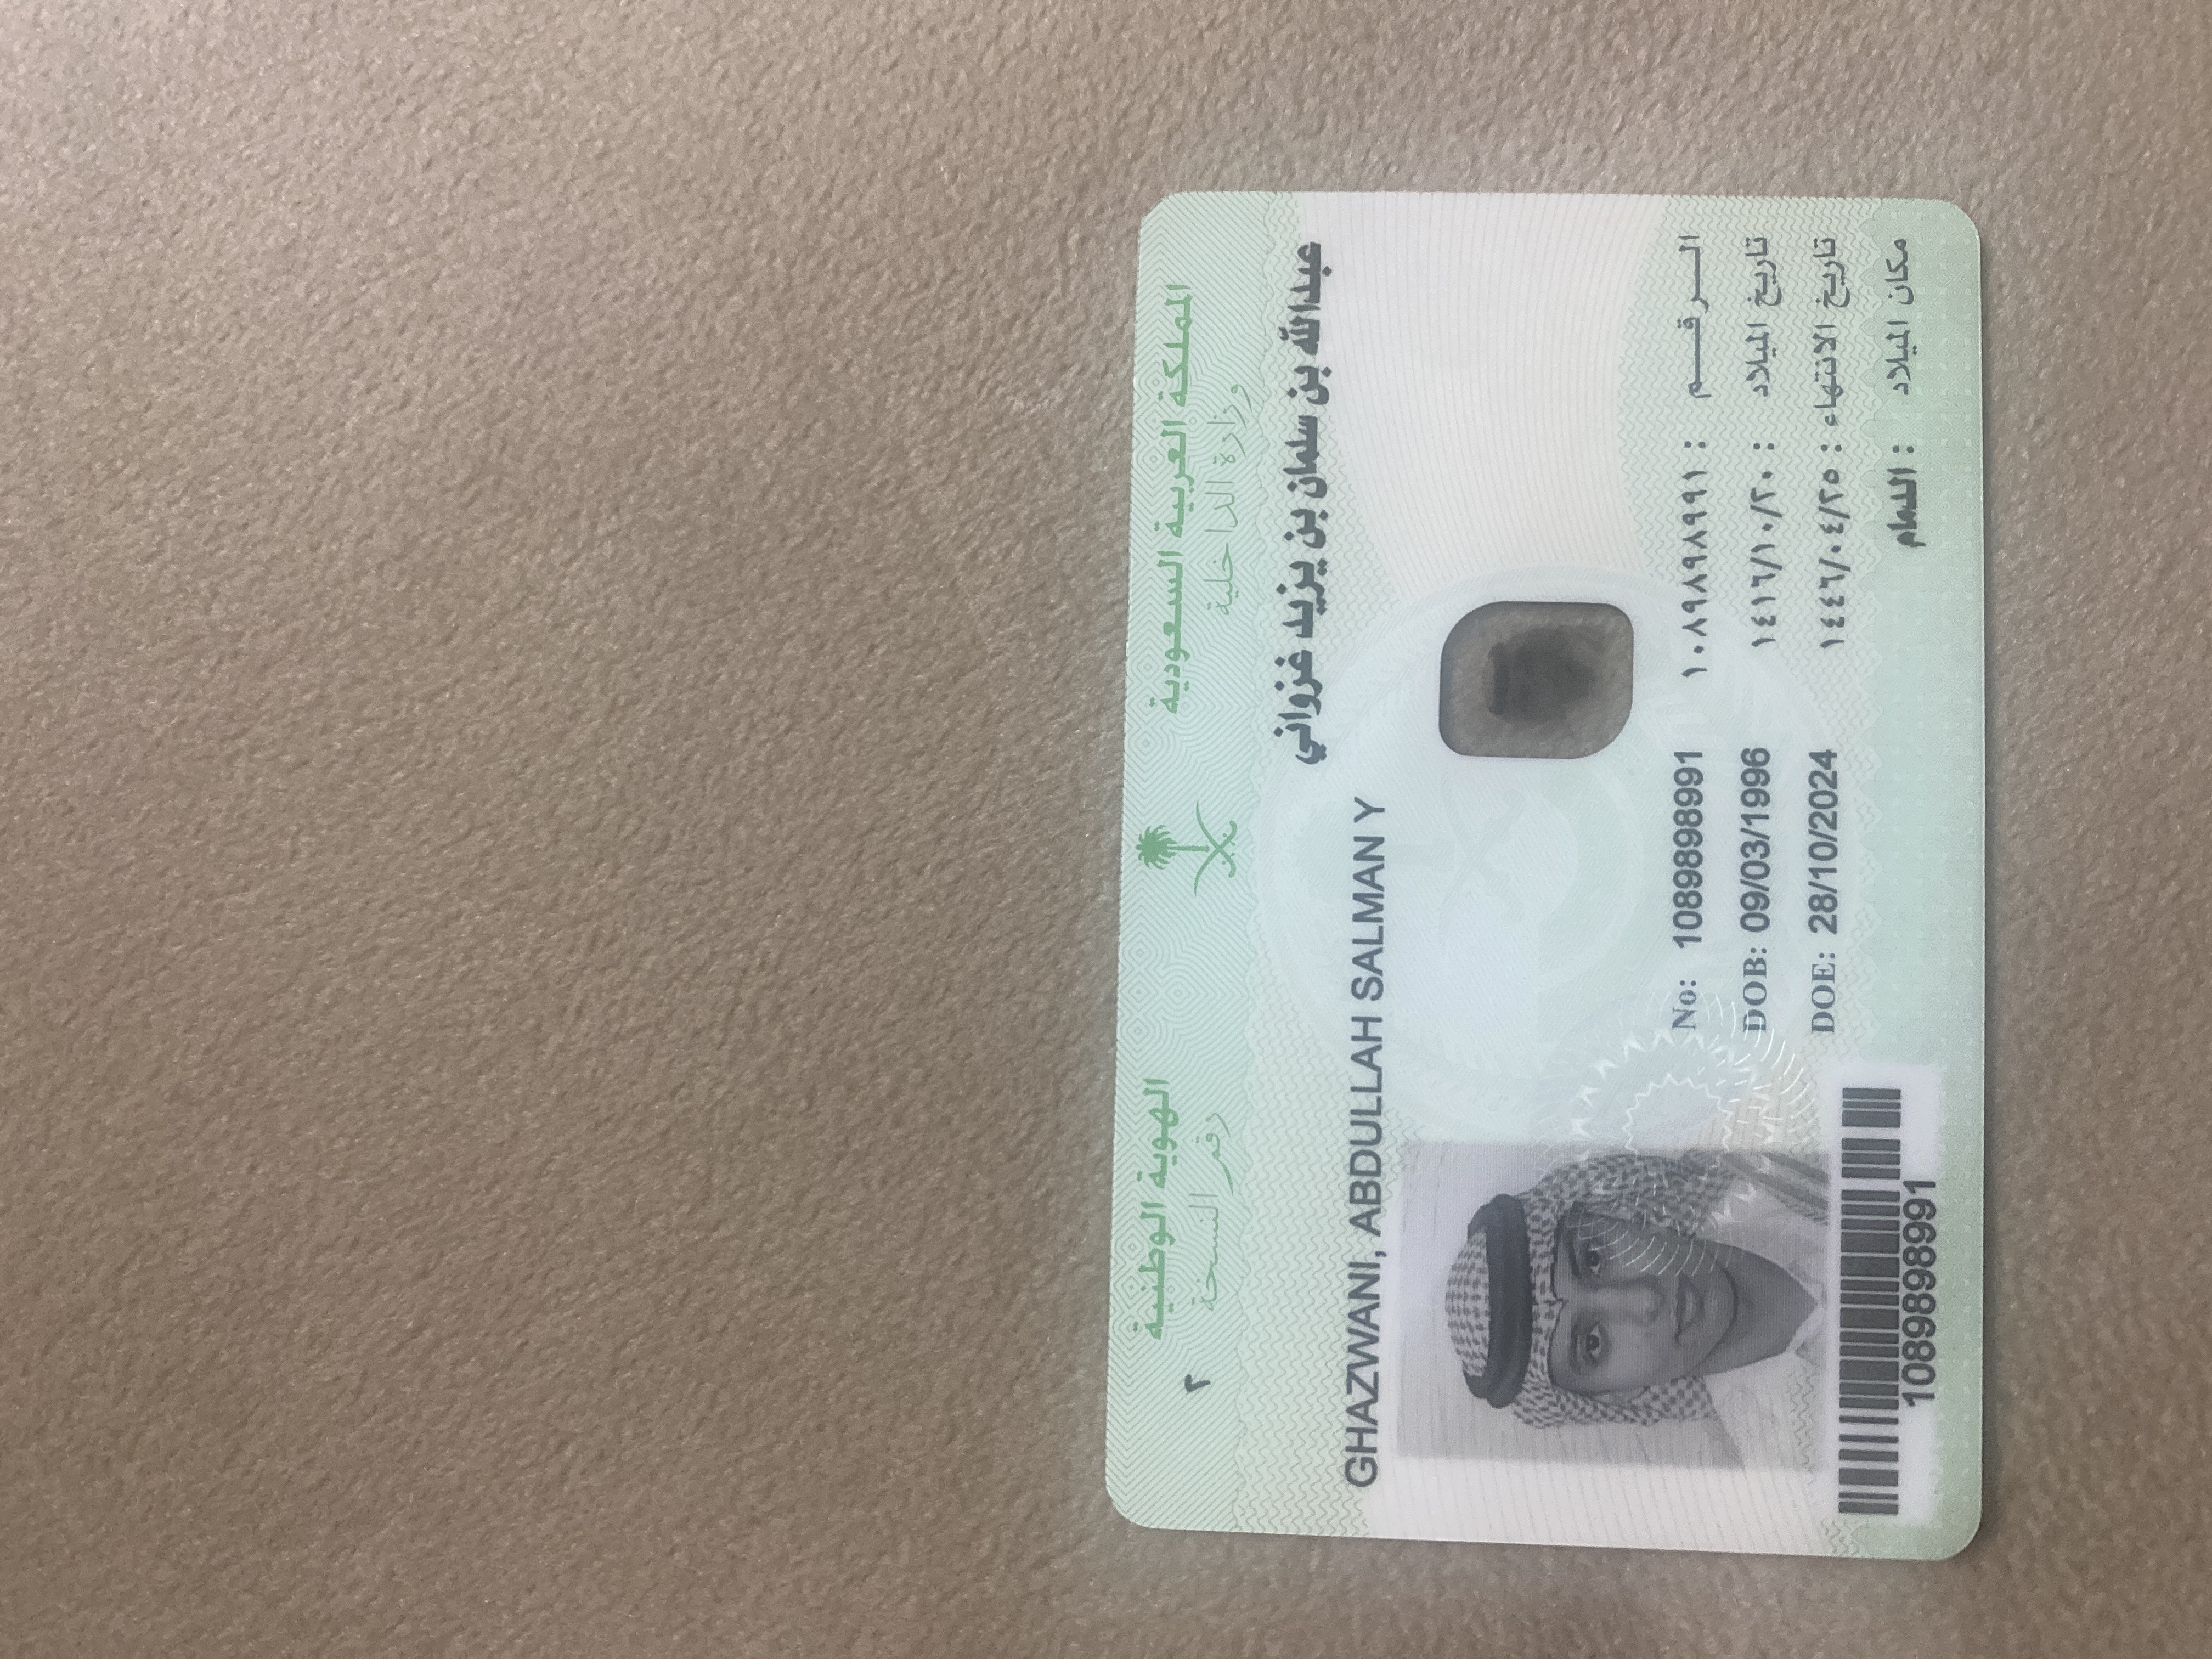 المملكة العربية السعودية
وزارة الداخلية
الهوية الوطنية
رقم النسخة ٢
عبدالله بن سلمان بن يزيد غزواني
GHAZWANI, ABDULLAH SALMAN Y
الرقم : ١٠٨٩٨٩٨٩٩١
No: 1089898991
تاريخ الميلاد : ١٤١٦/١٠/٢٠
DOB: 09/03/1996
تاريخ الانتهاء : ١٤٤٦/٠٤/٢٥
DOE: 28/10/2024
مكان الميلاد : الدمام
1089898991